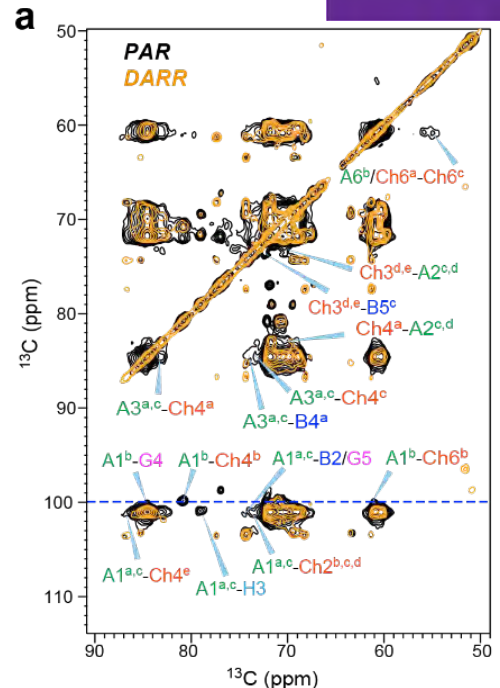 a
PAR
DARR
A6ᵇ/Ch6ᵃ-Ch6ᶜ
Ch3ᵈ,ᵉ-A2ᶜ,ᵈ
Ch3ᵈ,ᵉ-B5ᶜ
Ch4ᵃ-A2ᶜ,ᵈ
A3ᵃ,ᶜ-Ch4ᶜ
A3ᵃ,ᶜ-Ch4ᵃ
A3ᵃ,ᶜ-B4ᵃ
A1ᵇ-G4 A1ᵇ-Ch4ᵇ A1ᵃ,ᶜ-B2/G5 A1ᵇ-Ch6ᵇ
A1ᵃ,ᶜ-Ch4ᵉ A1ᵃ,ᶜ-Ch2ᵇ,ᶜ,ᵈ
A1ᵃ,ᶜ-H3
50
60
70
80
90
100
110
¹³C (ppm)
90 80 70 60 50
¹³C (ppm)